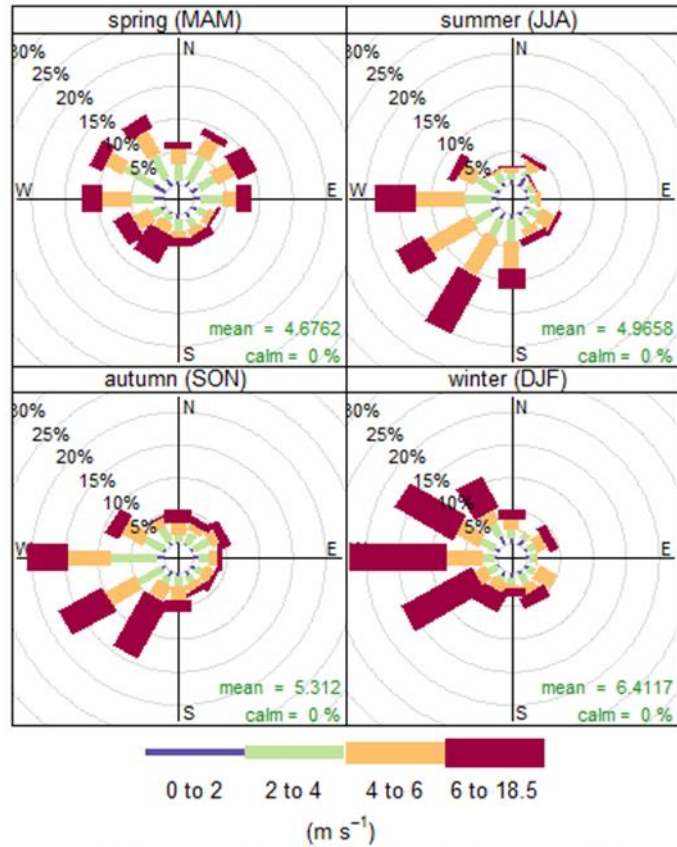 spring (MAM)
summer (JJA)
30%
25%
20%
15%
10%
5%
N
W
E
S
mean = 4.6762
calm = 0 %
30%
25%
20%
15%
10%
5%
N
W
E
S
mean = 4.9658
calm = 0 %
autumn (SON)
winter (DJF)
30%
25%
20%
15%
10%
5%
N
W
E
S
mean = 5.312
calm = 0 %
30%
25%
20%
15%
10%
5%
N
W
E
S
mean = 6.4117
calm = 0 %
0 to 2 2 to 4 4 to 6 6 to 18.5
(m s⁻¹)